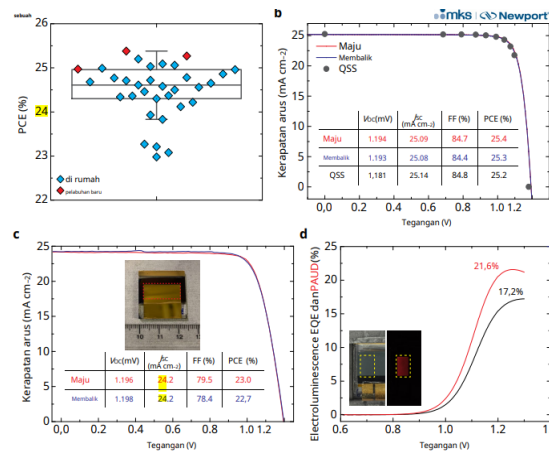 sebuah
26
25
24
23
22
PCE (%)
di rumah
pelabuhan baru
b
mks | Newport™
25
20
15
10
5
0
Kerapatan arus (mA cm-2)
Maju
Membalik
QSS
VOC(mV) JSC (mA cm-2) FF (%) PCE (%)
Maju 1.194 25.09 84.7 25.4
Membalik 1.193 25.08 84.4 25.3
QSS 1,181 25.14 84.8 25.2
0,0 0.2 0.4 0.6 0.8 1.0 1.2
Tegangan (V)
c
25
20
15
10
5
0
Kerapatan arus (mA cm-2)
10 11 12
VOC(mV) JSC (mA cm-2) FF (%) PCE (%)
Maju 1.196 24.2 79.5 23.0
Membalik 1.198 24.2 78.4 22,7
0,0 0.2 0.4 0.6 0.8 1.0 1.2
Tegangan (V)
d
40
30
20
10
0
Electroluminescence EQE danPAUD(%)
21,6%
17,2%
0.6 0.8 1.0 1.2 1.
Tegangan (V)